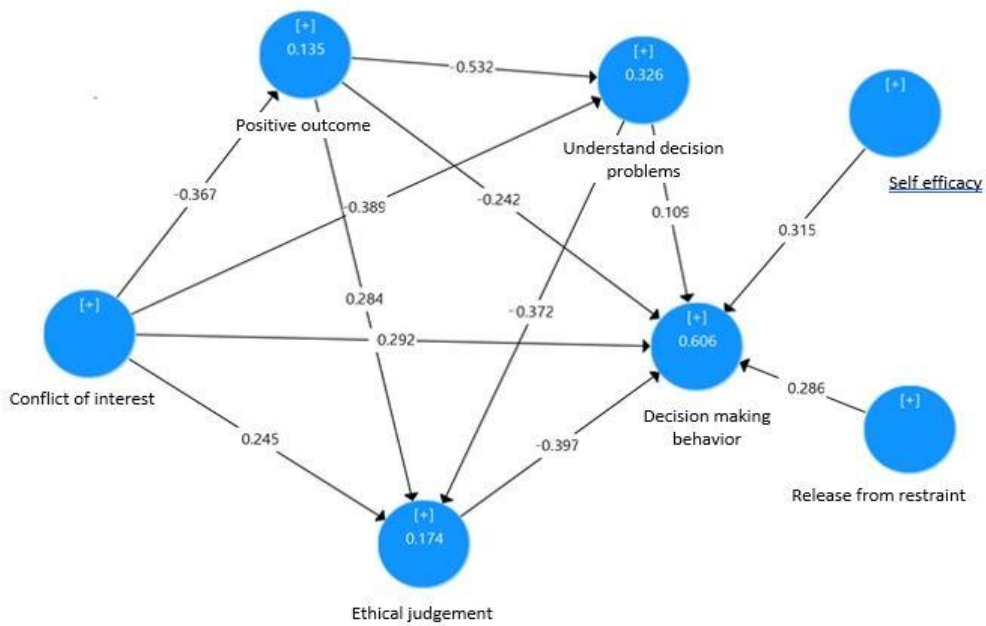 [+]
0.135
Positive outcome
-0.532
[+]
0.326
Understand decision
problems
[+]
Self efficacy
-0.367
-0.389
-0.242
0.109
0.315
[+]
Conflict of interest
0.284
0.292
-0.372
[+]
0.606
Decision making
behavior
0.286
[+]
Release from restraint
0.245
-0.397
[+]
0.174
Ethical judgement